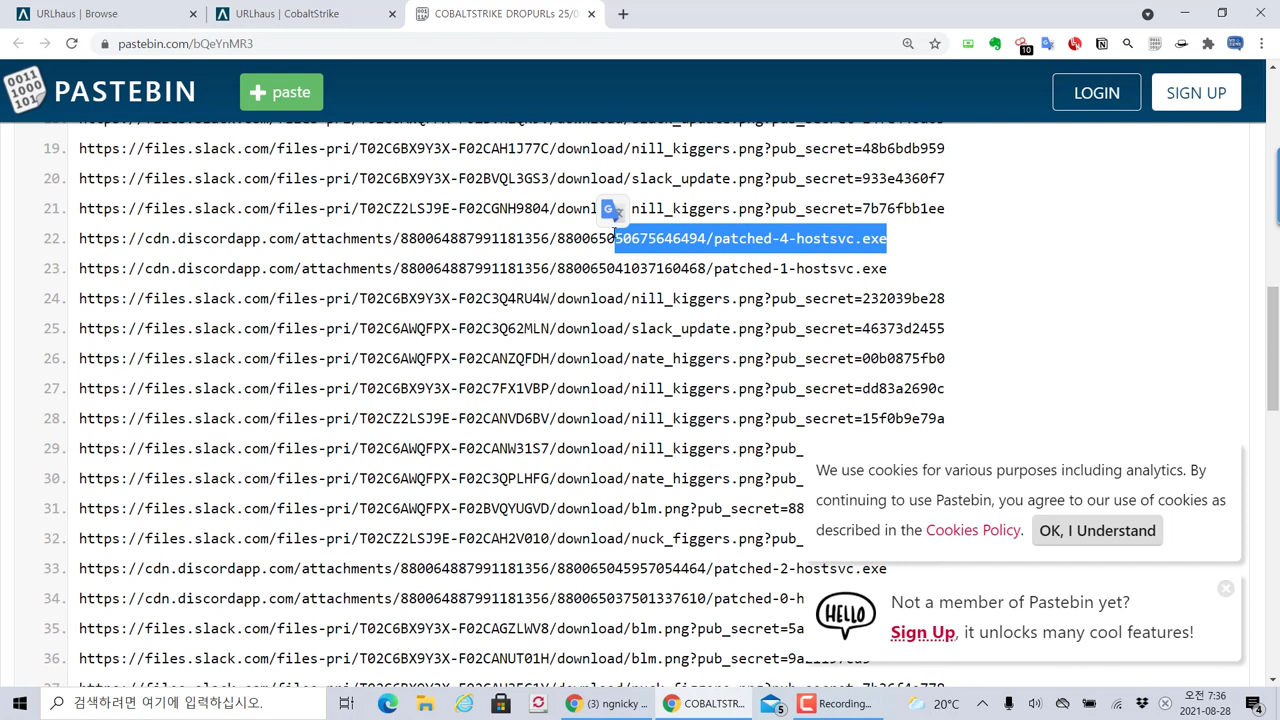 URLhaus | Browse
URLhaus | CobaltStrike
COBALTSTRIKE DROPURLs 25/0
pastebin.com/bQeYnMR3
10
PASTEBIN
paste
LOGIN
SIGN UP
19. https://files.slack.com/files-pri/T02C6BX9Y3X-F02CAH1J77C/download/nill_kiggers.png?pub_secret=48b6bdb959
20. https://files.slack.com/files-pri/T02C6BX9Y3X-F02BVQL3GS3/download/slack_update.png?pub_secret=933e4360f7
21. https://files.slack.com/files-pri/T02CZ2LSJ9E-F02CGNH9804/downl nill_kiggers.png?pub_secret=7b76fbb1ee
22. https://cdn.discordapp.com/attachments/880064887991181356/880065050675646494/patched-4-hostsvc.exe
23. https://cdn.discordapp.com/attachments/880064887991181356/880065041037160468/patched-1-hostsvc.exe
24. https://files.slack.com/files-pri/T02C6BX9Y3X-F02C3Q4RU4W/download/nill_kiggers.png?pub_secret=232039be28
25. https://files.slack.com/files-pri/T02C6AWQFPX-F02C3Q62MLN/download/slack_update.png?pub_secret=46373d2455
26. https://files.slack.com/files-pri/T02C6AWQFPX-F02CANZQFDH/download/nate_higgers.png?pub_secret=00b0875fb0
27. https://files.slack.com/files-pri/T02C6BX9Y3X-F02C7FX1VBP/download/nill_kiggers.png?pub_secret=dd83a2690c
28. https://files.slack.com/files-pri/T02CZ2LSJ9E-F02CANVD6BV/download/nill_kiggers.png?pub_secret=15f0b9e79a
29. https://files.slack.com/files-pri/T02C6AWQFPX-F02CANW31S7/download/nill_kiggers.png?pub_
30. https://files.slack.com/files-pri/T02C6AWQFPX-F02C3QPLHFG/download/nate_higgers.png?pub_
31. https://files.slack.com/files-pri/T02C6AWQFPX-F02BVQYUGVD/download/blm.png?pub_secret=88
32. https://files.slack.com/files-pri/T02C6BX9Y3X-F02CAH2V010/download/nuck_figgers.png?pub_
33. https://cdn.discordapp.com/attachments/880064887991181356/880065045957054464/patched-2-hostsvc.exe
34. https://cdn.discordapp.com/attachments/880064887991181356/880065037501337610/patched-0-h
35. https://files.slack.com/files-pri/T02C6BX9Y3X-F02CAGZLWV8/download/blm.png?pub_secret=5a
36. https://files.slack.com/files-pri/T02C6BX9Y3X-F02CANUT01H/download/blm.png?pub_secret=
We use cookies for various purposes including analytics. By
continuing to use Pastebin, you agree to our use of cookies as
described in the Cookies Policy. OK, I Understand
HELLO
Not a member of Pastebin yet?
Sign Up, it unlocks many cool features!
검색하려면 여기에 입력하십시오.
(1) ngnicky ...
COBALTSTR...
5
Recording...
20°C
오전 7:36
2021-08-28
4